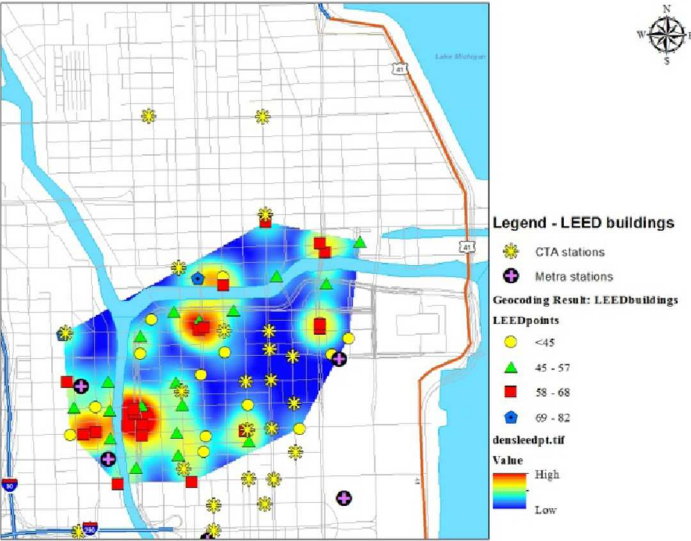 N
W
E
S
Lake Michigan
41
41
Legend - LEED buildings
CTA stations
Metra stations
Geocoding Result: LEEDbuildings
LEEDpoints
<45
45 - 57
58 - 68
69 - 82
densleedpt.tif
Value
High
Low
90
290